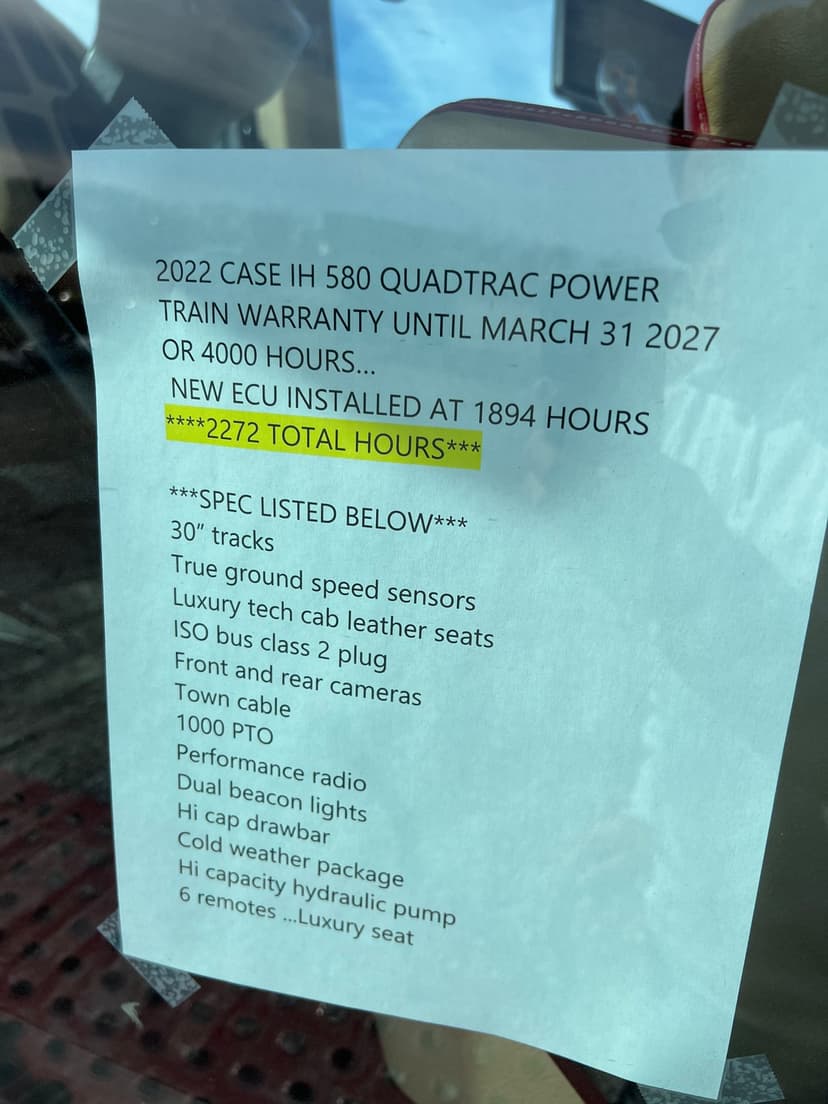 2022 CASE IH 580 QUADTRAC POWER
TRAIN WARRANTY UNTIL MARCH 31 2027
OR 4000 HOURS...
NEW ECU INSTALLED AT 1894 HOURS
****2272 TOTAL HOURS***
***SPEC LISTED BELOW***
30” tracks
True ground speed sensors
Luxury tech cab leather seats
ISO bus class 2 plug
Front and rear cameras
Town cable
1000 PTO
Performance radio
Dual beacon lights
Hi cap drawbar
Cold weather package
Hi capacity hydraulic pump
6 remotes ...Luxury seat